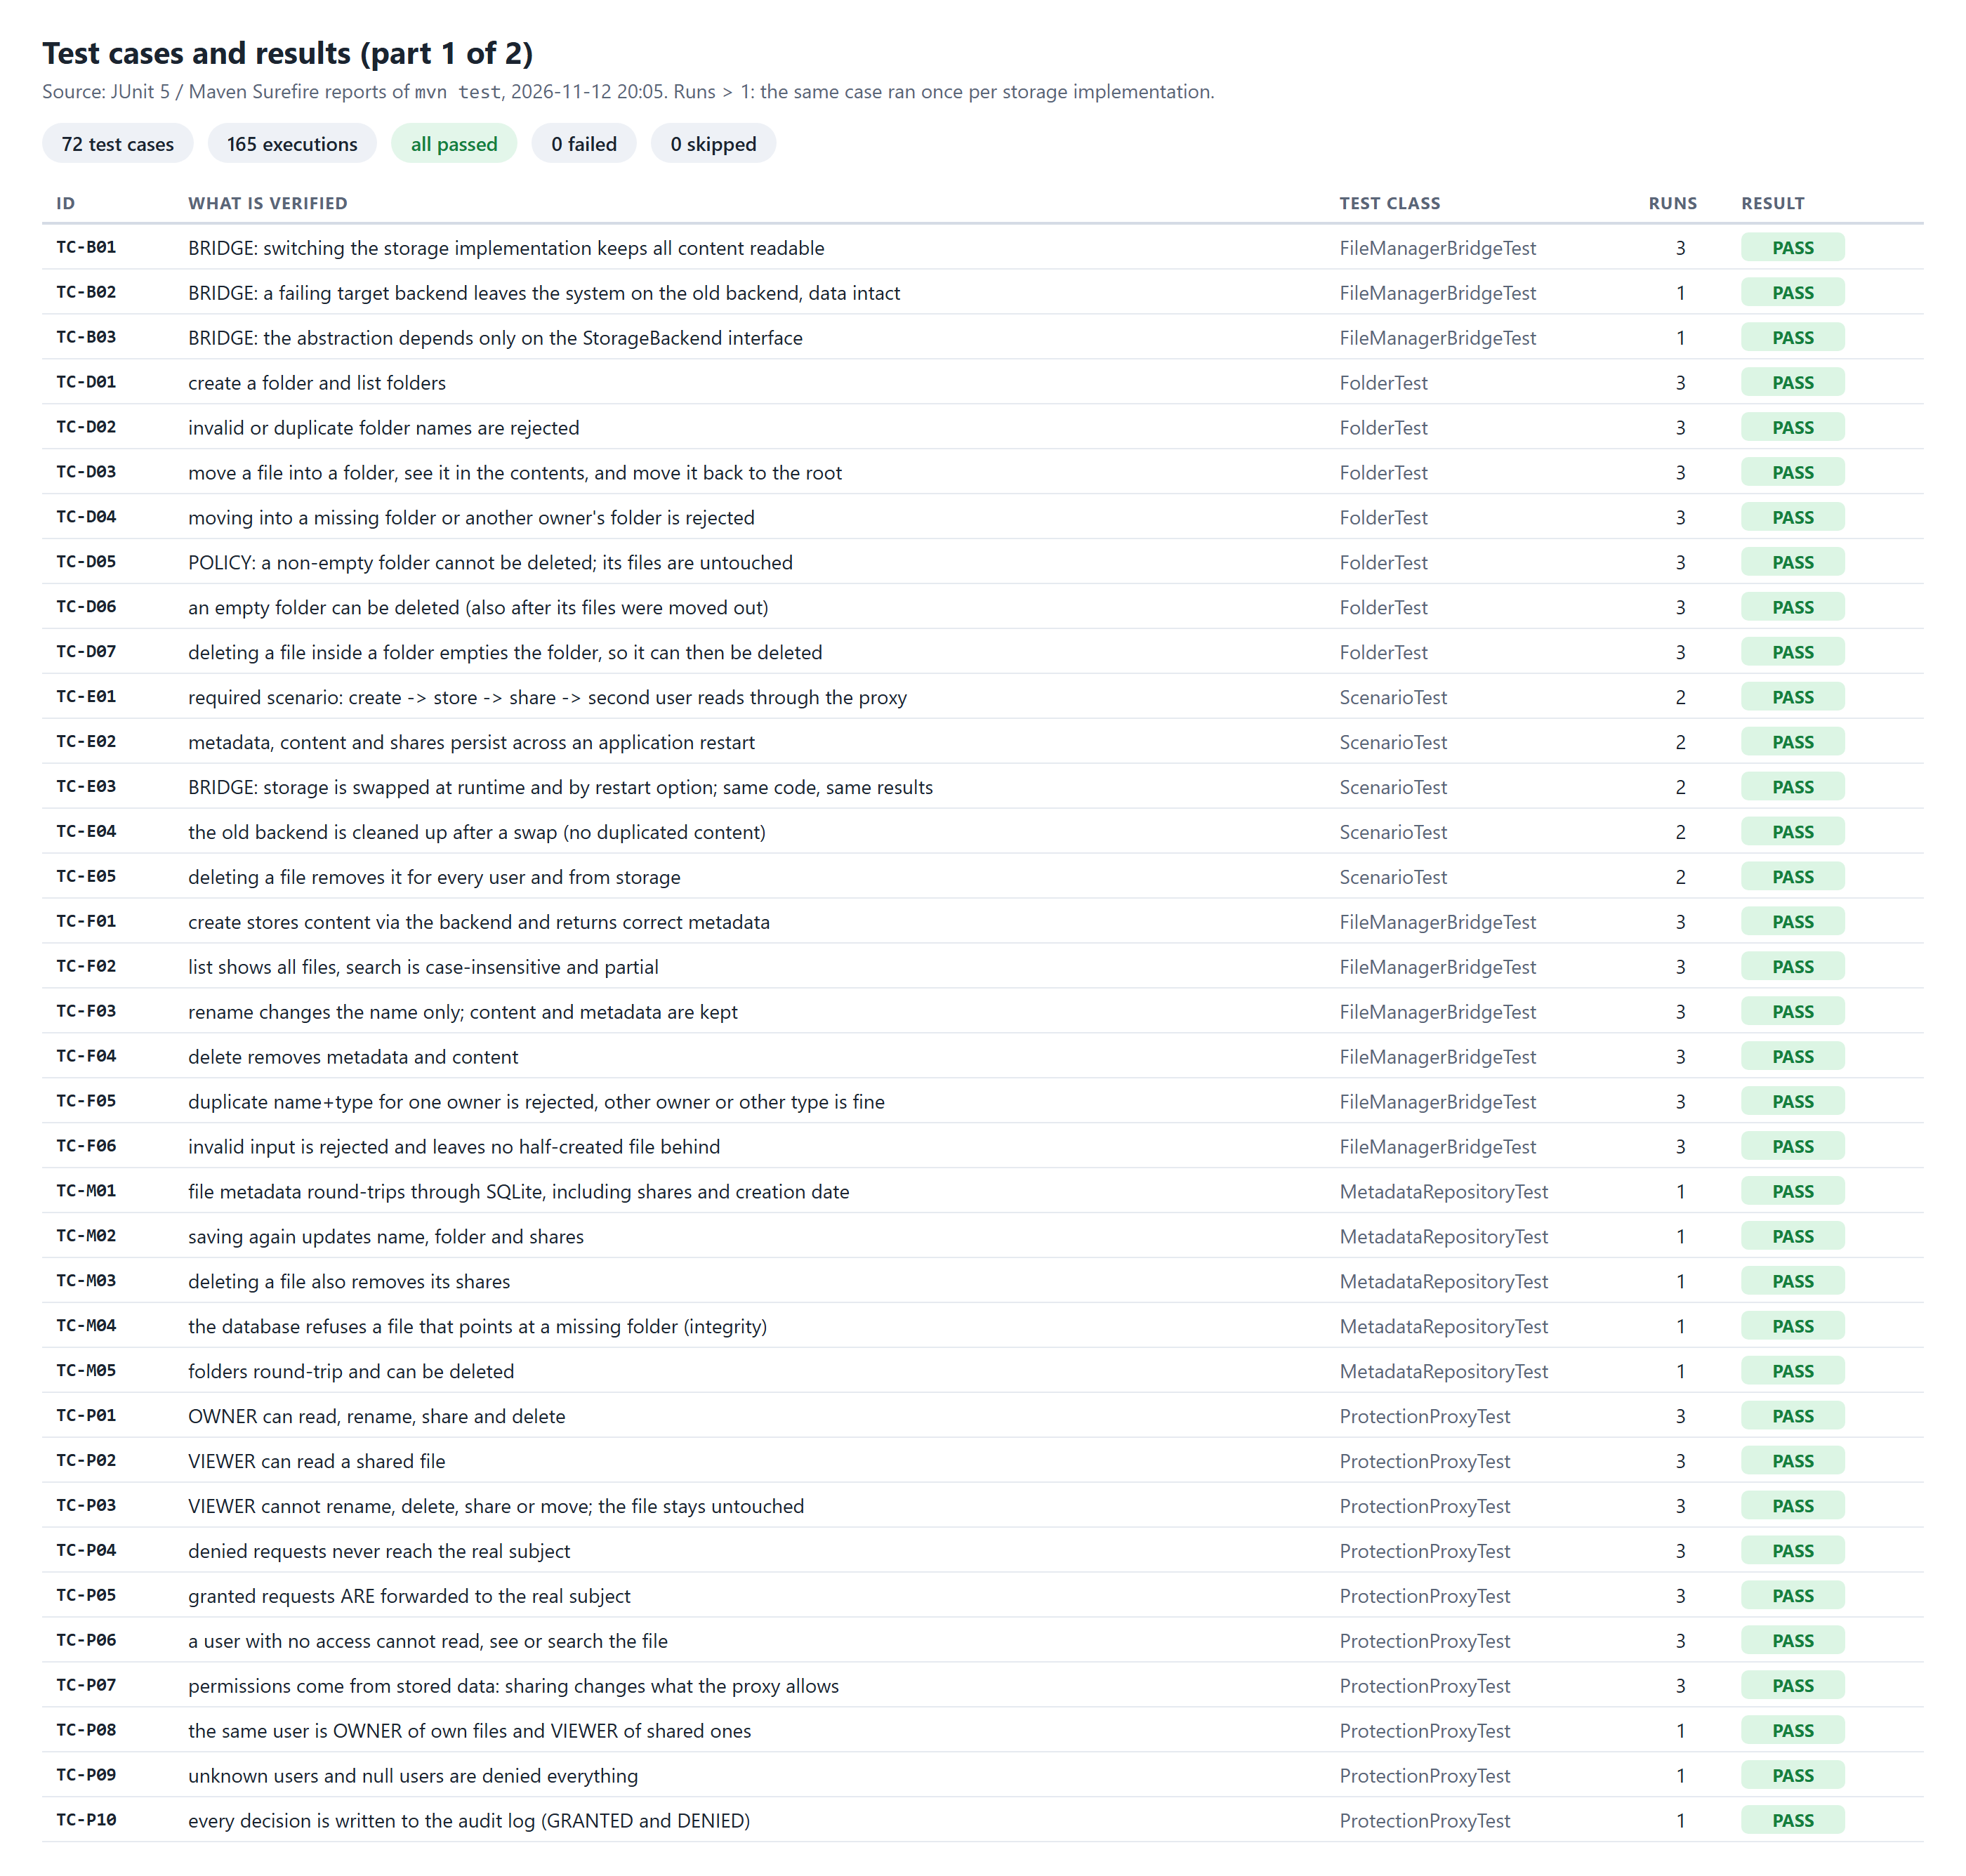 Test cases and results (part 1 of 2)
Source: JUnit 5 / Maven Surefire reports of mvn test, 2026-11-12 20:05. Runs > 1: the same case ran once per storage implementation.
72 test cases 165 executions all passed 0 failed 0 skipped
ID WHAT IS VERIFIED TEST CLASS RUNS RESULT
TC-B01 BRIDGE: switching the storage implementation keeps all content readable FileManagerBridgeTest 3 PASS
TC-B02 BRIDGE: a failing target backend leaves the system on the old backend, data intact FileManagerBridgeTest 1 PASS
TC-B03 BRIDGE: the abstraction depends only on the StorageBackend interface FileManagerBridgeTest 1 PASS
TC-D01 create a folder and list folders FolderTest 3 PASS
TC-D02 invalid or duplicate folder names are rejected FolderTest 3 PASS
TC-D03 move a file into a folder, see it in the contents, and move it back to the root FolderTest 3 PASS
TC-D04 moving into a missing folder or another owner's folder is rejected FolderTest 3 PASS
TC-D05 POLICY: a non-empty folder cannot be deleted; its files are untouched FolderTest 3 PASS
TC-D06 an empty folder can be deleted (also after its files were moved out) FolderTest 3 PASS
TC-D07 deleting a file inside a folder empties the folder, so it can then be deleted FolderTest 3 PASS
TC-E01 required scenario: create -> store -> share -> second user reads through the proxy ScenarioTest 2 PASS
TC-E02 metadata, content and shares persist across an application restart ScenarioTest 2 PASS
TC-E03 BRIDGE: storage is swapped at runtime and by restart option; same code, same results ScenarioTest 2 PASS
TC-E04 the old backend is cleaned up after a swap (no duplicated content) ScenarioTest 2 PASS
TC-E05 deleting a file removes it for every user and from storage ScenarioTest 2 PASS
TC-F01 create stores content via the backend and returns correct metadata FileManagerBridgeTest 3 PASS
TC-F02 list shows all files, search is case-insensitive and partial FileManagerBridgeTest 3 PASS
TC-F03 rename changes the name only; content and metadata are kept FileManagerBridgeTest 3 PASS
TC-F04 delete removes metadata and content FileManagerBridgeTest 3 PASS
TC-F05 duplicate name+type for one owner is rejected, other owner or other type is fine FileManagerBridgeTest 3 PASS
TC-F06 invalid input is rejected and leaves no half-created file behind FileManagerBridgeTest 3 PASS
TC-M01 file metadata round-trips through SQLite, including shares and creation date MetadataRepositoryTest 1 PASS
TC-M02 saving again updates name, folder and shares MetadataRepositoryTest 1 PASS
TC-M03 deleting a file also removes its shares MetadataRepositoryTest 1 PASS
TC-M04 the database refuses a file that points at a missing folder (integrity) MetadataRepositoryTest 1 PASS
TC-M05 folders round-trip and can be deleted MetadataRepositoryTest 1 PASS
TC-P01 OWNER can read, rename, share and delete ProtectionProxyTest 3 PASS
TC-P02 VIEWER can read a shared file ProtectionProxyTest 3 PASS
TC-P03 VIEWER cannot rename, delete, share or move; the file stays untouched ProtectionProxyTest 3 PASS
TC-P04 denied requests never reach the real subject ProtectionProxyTest 3 PASS
TC-P05 granted requests ARE forwarded to the real subject ProtectionProxyTest 3 PASS
TC-P06 a user with no access cannot read, see or search the file ProtectionProxyTest 3 PASS
TC-P07 permissions come from stored data: sharing changes what the proxy allows ProtectionProxyTest 3 PASS
TC-P08 the same user is OWNER of own files and VIEWER of shared ones ProtectionProxyTest 1 PASS
TC-P09 unknown users and null users are denied everything ProtectionProxyTest 1 PASS
TC-P10 every decision is written to the audit log (GRANTED and DENIED) ProtectionProxyTest 1 PASS